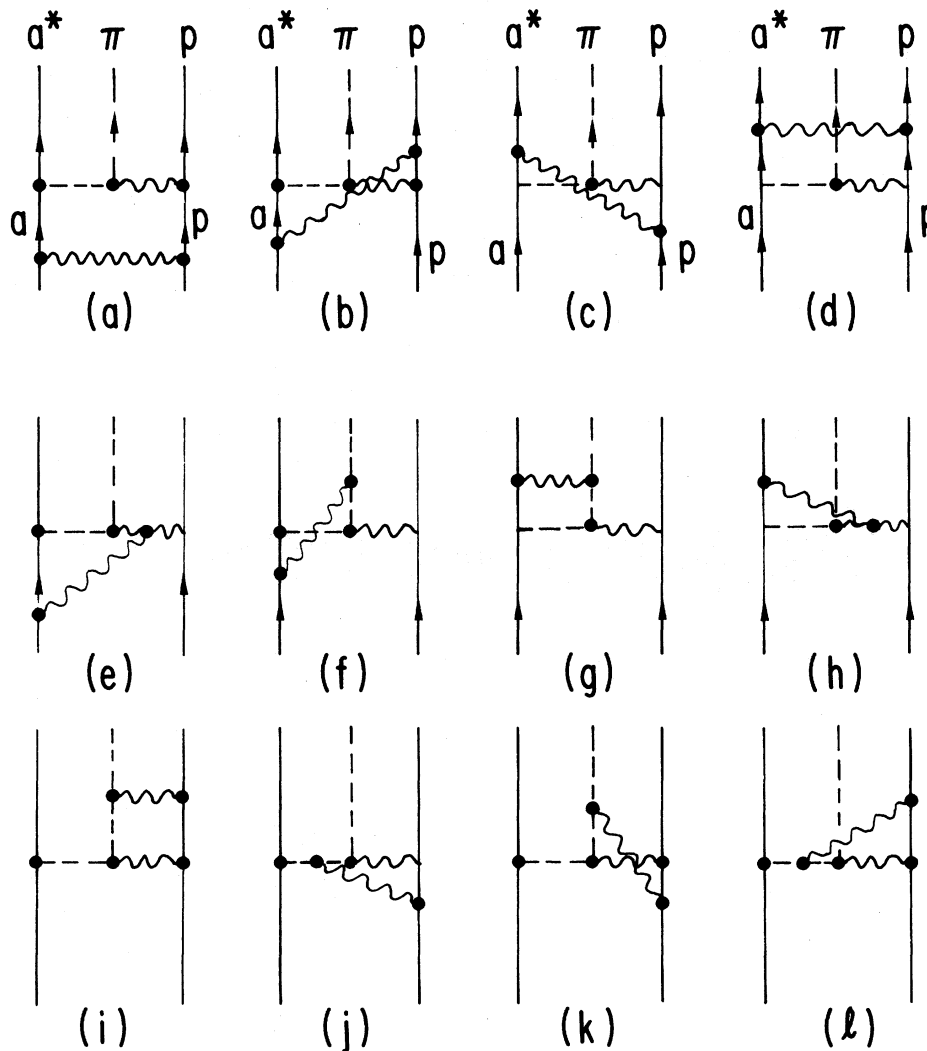 a* π p a* π p a* π p a* π p
a p a p a p a p
(a) (b) (c) (d)
(e) (f) (g) (h)
(i) (j) (k) (ℓ)